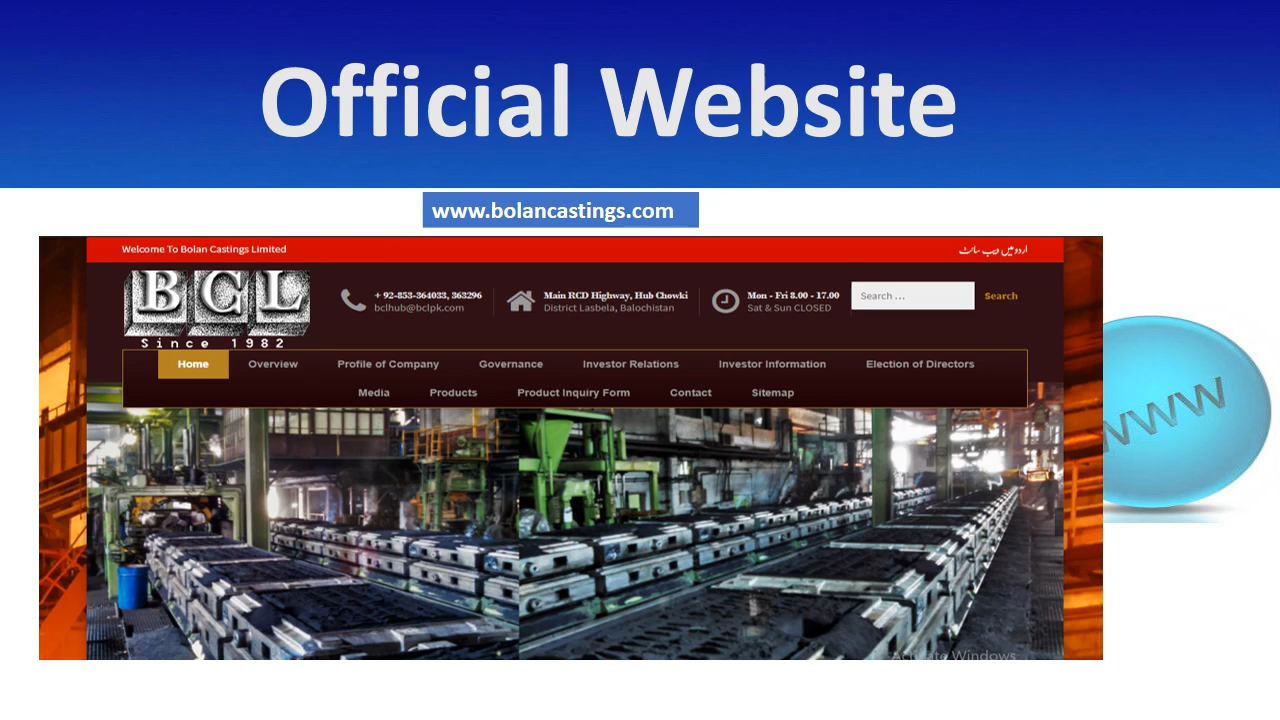 Official Website
www.bolancastings.com
Welcome To Bolan Castings Limited
اردو میں ویب سائٹ
BCL
Since 1982
+ 92-853-364033, 363296
bclhub@bclpk.com
Main RCD Highway, Hub Chowki
District Lasbela, Balochistan
Mon - Fri 8.00 - 17.00
Sat & Sun CLOSED
Search ...
Search
Home Overview Profile of Company Governance Investor Relations Investor Information Election of Directors
Media Products Product Inquiry Form Contact Sitemap
WWW
Activate Windows